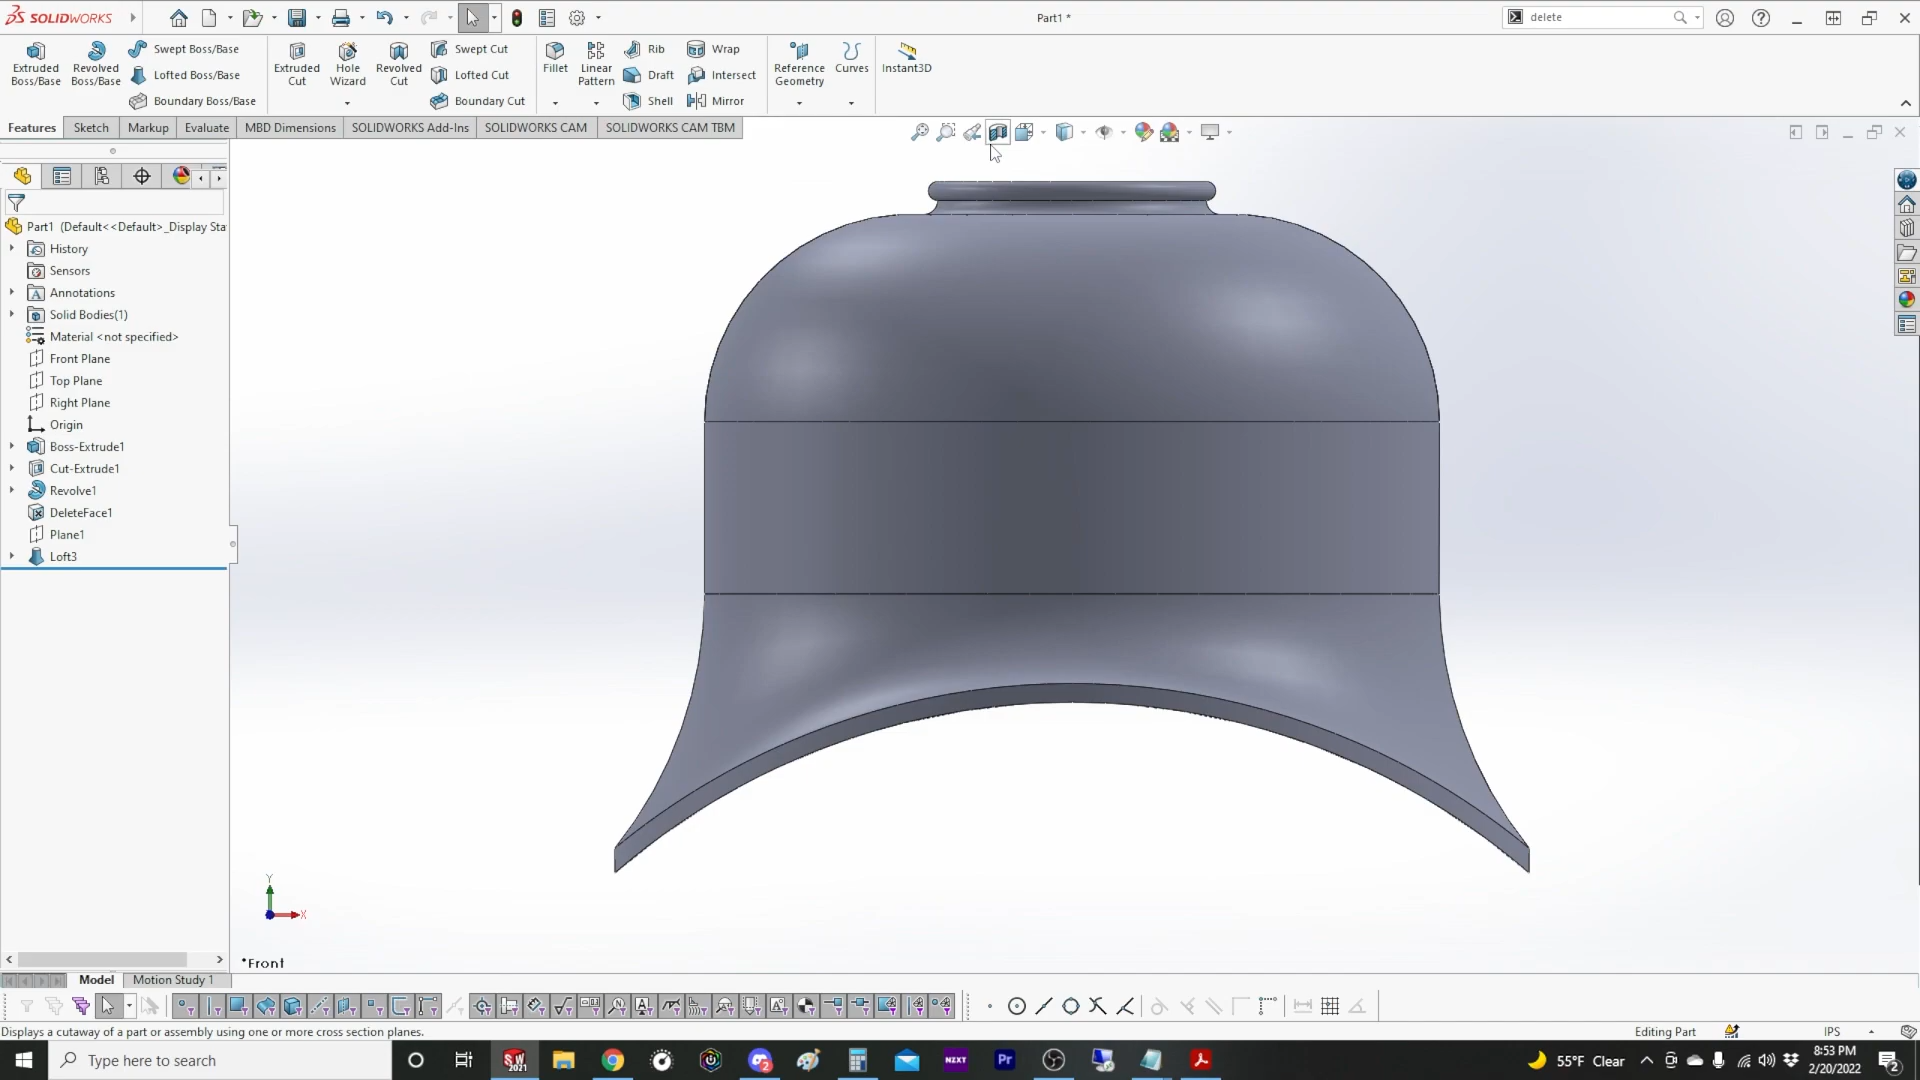 SOLIDWORKS
Part1 *
delete
Extruded Boss/Base
Revolved Boss/Base
Swept Boss/Base
Lofted Boss/Base
Boundary Boss/Base
Extruded Cut
Hole Wizard
Revolved Cut
Swept Cut
Lofted Cut
Boundary Cut
Fillet
Linear Pattern
Rib
Draft
Shell
Wrap
Intersect
Mirror
Reference Geometry
Curves
Instant3D
Features
Sketch
Markup
Evaluate
MBD Dimensions
SOLIDWORKS Add-Ins
SOLIDWORKS CAM
SOLIDWORKS CAM TBM
Part1 (Default<<Default>_Display Sta
History
Sensors
Annotations
Solid Bodies(1)
Material <not specified>
Front Plane
Top Plane
Right Plane
Origin
Boss-Extrude1
Cut-Extrude1
Revolve1
DeleteFace1
Plane1
Loft3
Y
X
*Front
Model
Motion Study 1
Displays a cutaway of a part or assembly using one or more cross section planes.
Editing Part
IPS
Type here to search
SW 2021
NZXT
Pr
55°F Clear
8:53 PM
2/20/2022
2